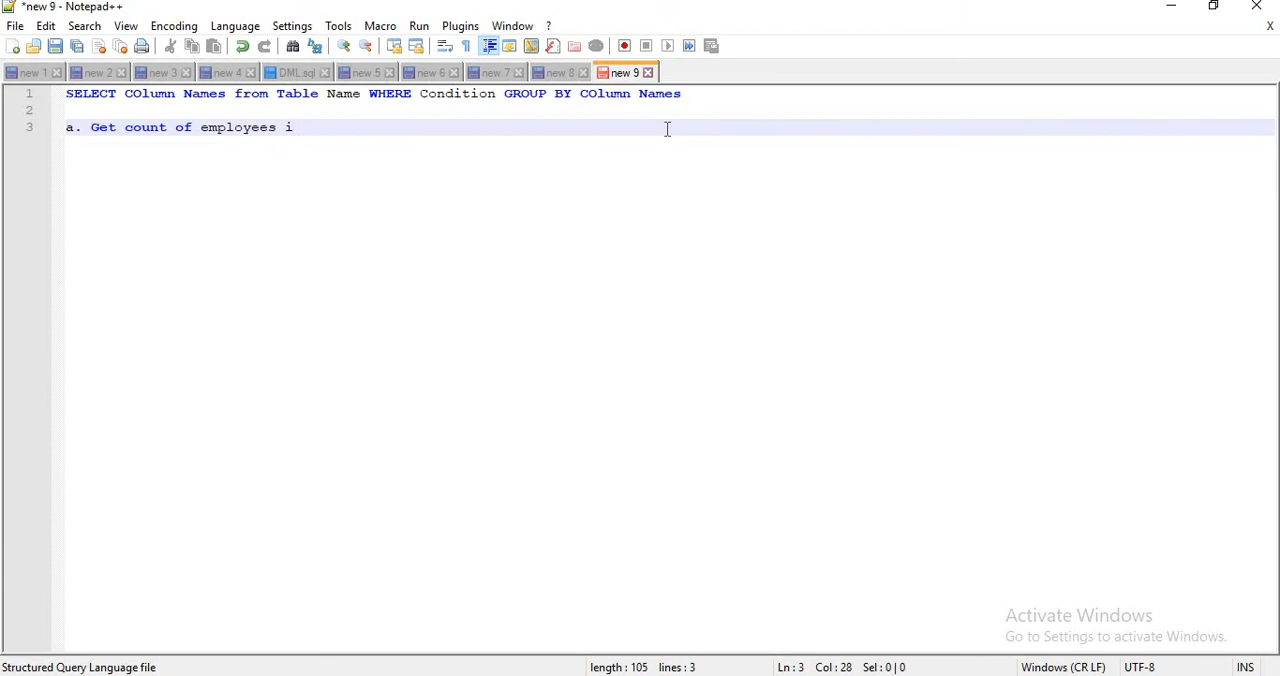 *new 9 - Notepad++
File Edit Search View Encoding Language Settings Tools Macro Run Plugins Window ? X
new 1 new 2 new 3 new 4 DML.sql new 5 new 6 new 7 new 8 new 9
1 SELECT COlumn Names from Table Name WHERE Condition GROUP BY COlumn Names
2
3 a. Get count of employees i
Activate Windows
Go to Settings to activate Windows.
Structured Query Language file length : 105 lines : 3 Ln : 3 Col : 28 Sel : 0 | 0 Windows (CR LF) UTF-8 INS